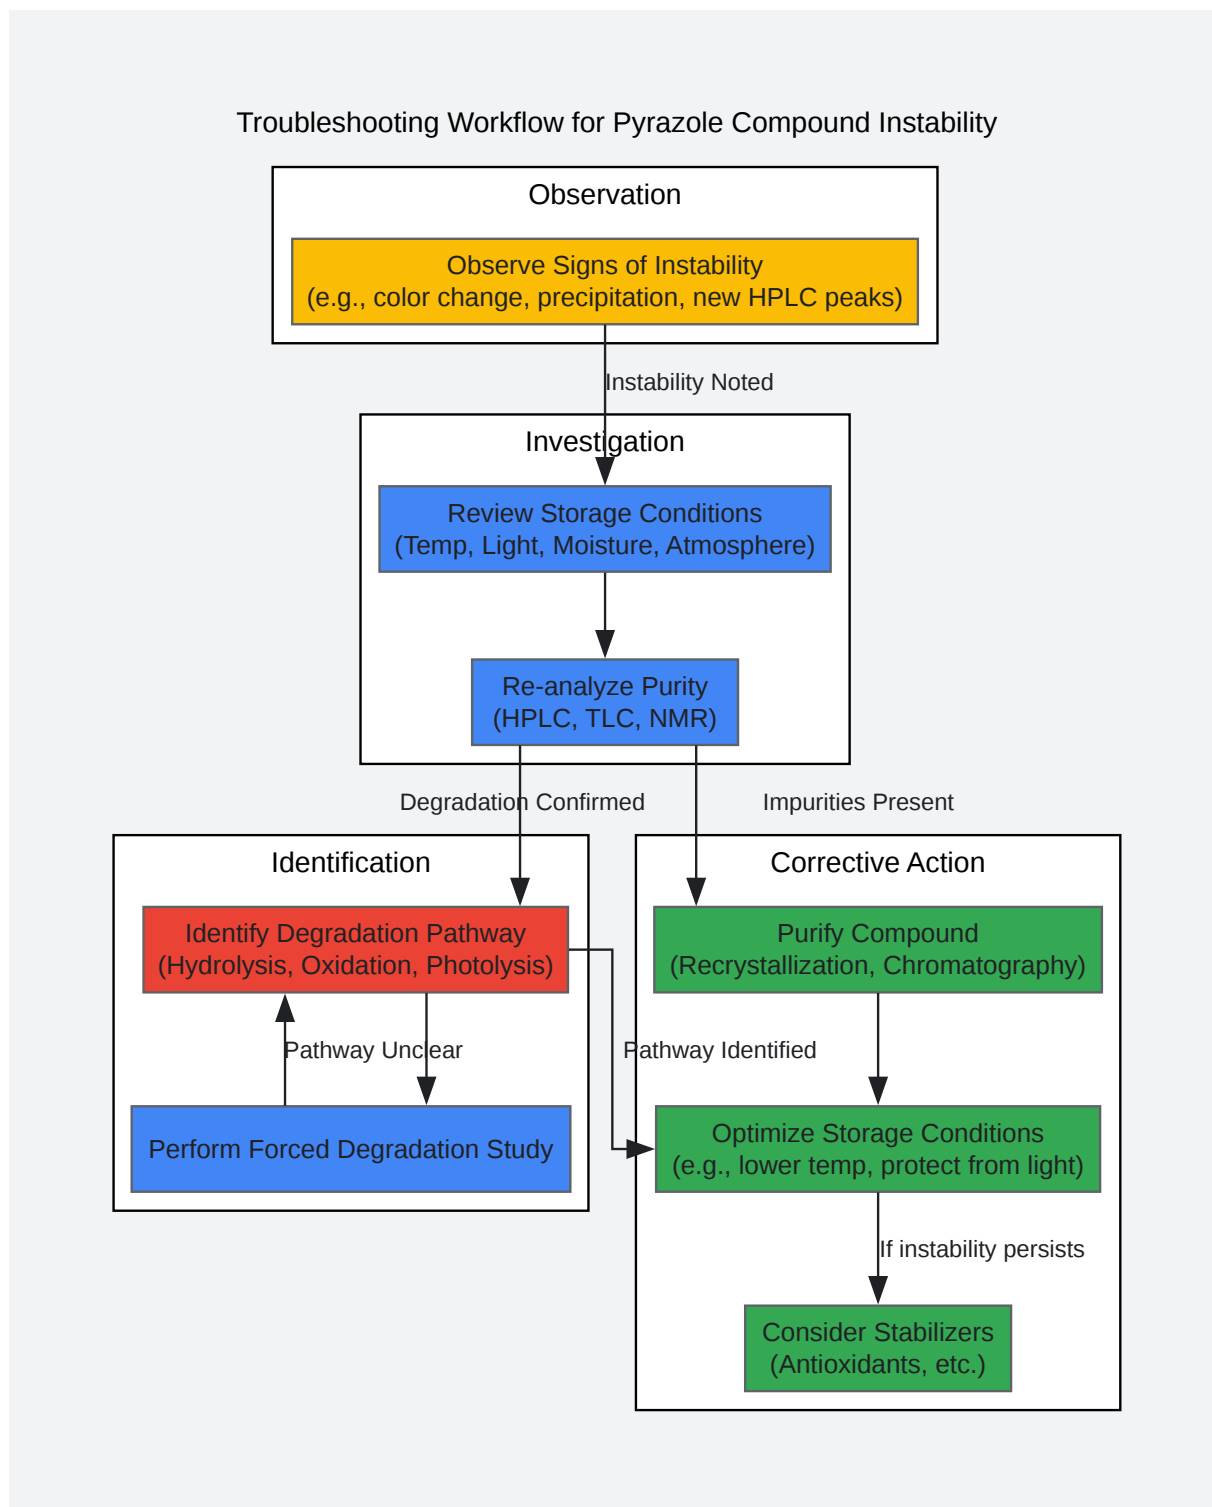 Troubleshooting Workflow for Pyrazole Compound Instability
Observation
Observe Signs of Instability
(e.g., color change, precipitation, new HPLC peaks)
Instability Noted
Investigation
Review Storage Conditions
(Temp, Light, Moisture, Atmosphere)
Re-analyze Purity
(HPLC, TLC, NMR)
Degradation Confirmed
Impurities Present
Identification
Identify Degradation Pathway
(Hydrolysis, Oxidation, Photolysis)
Pathway Unclear
Perform Forced Degradation Study
Pathway Identified
Corrective Action
Purify Compound
(Recrystallization, Chromatography)
Optimize Storage Conditions
(e.g., lower temp, protect from light)
If instability persists
Consider Stabilizers
(Antioxidants, etc.)